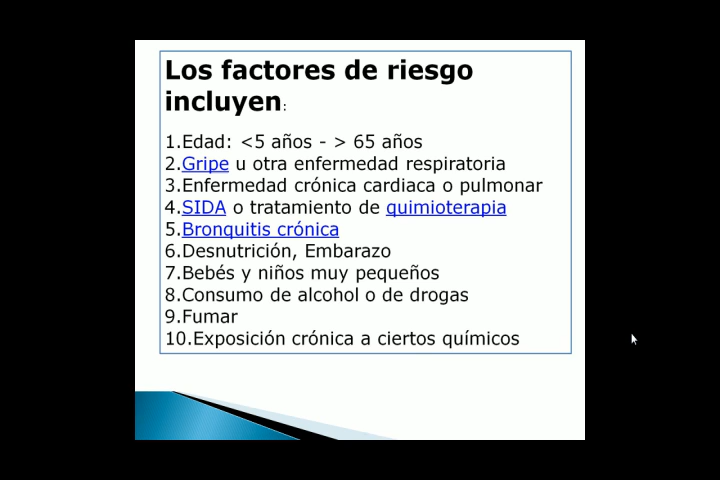 Los factores de riesgo
incluyen:
1.Edad: <5 años - > 65 años
2.Gripe u otra enfermedad respiratoria
3.Enfermedad crónica cardiaca o pulmonar
4.SIDA o tratamiento de quimioterapia
5.Bronquitis crónica
6.Desnutrición, Embarazo
7.Bebés y niños muy pequeños
8.Consumo de alcohol o de drogas
9.Fumar
10.Exposición crónica a ciertos químicos